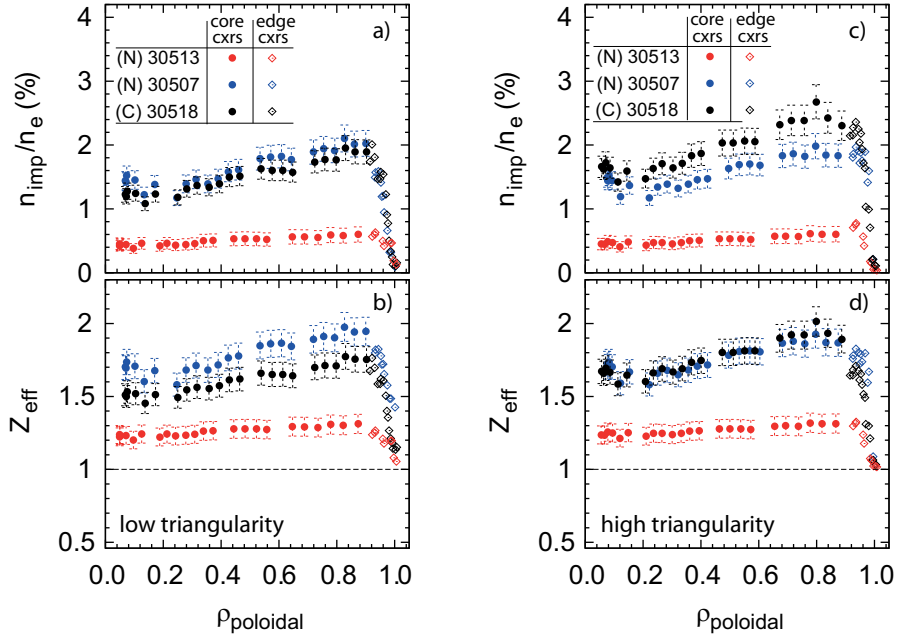 core edge
cxrs cxrs
a)
(N) 30513
(N) 30507
(C) 30518
n_imp/n_e (%)
4
3
2
1
0
core edge
cxrs cxrs
c)
(N) 30513
(N) 30507
(C) 30518
n_imp/n_e (%)
4
3
2
1
0
b)
Z_eff
2
1.5
1
0.5
low triangularity
0.0 0.2 0.4 0.6 0.8 1.0
ρ_poloidal
d)
Z_eff
2
1.5
1
0.5
high triangularity
0.0 0.2 0.4 0.6 0.8 1.0
ρ_poloidal